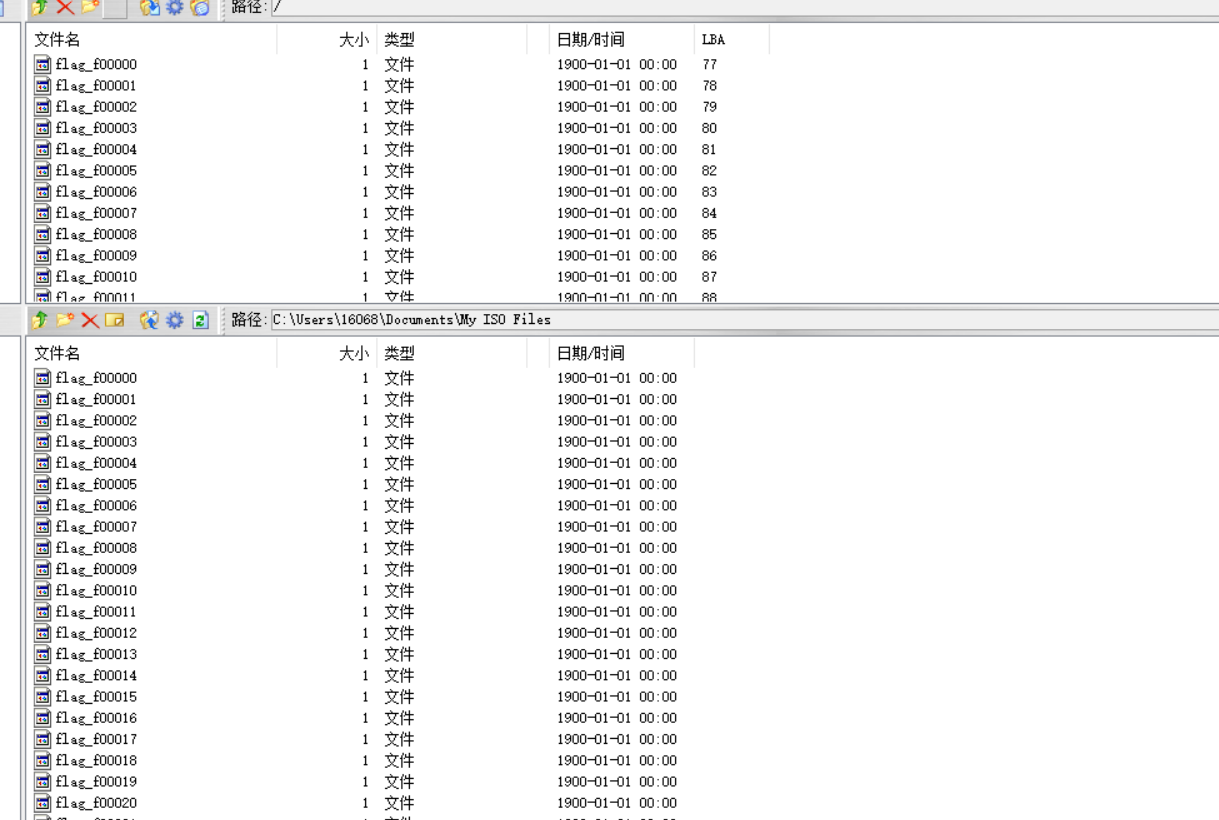 路径: /
文件名 大小 类型 日期/时间 LBA
flag_f00000 1 文件 1900-01-01 00:00 77
flag_f00001 1 文件 1900-01-01 00:00 78
flag_f00002 1 文件 1900-01-01 00:00 79
flag_f00003 1 文件 1900-01-01 00:00 80
flag_f00004 1 文件 1900-01-01 00:00 81
flag_f00005 1 文件 1900-01-01 00:00 82
flag_f00006 1 文件 1900-01-01 00:00 83
flag_f00007 1 文件 1900-01-01 00:00 84
flag_f00008 1 文件 1900-01-01 00:00 85
flag_f00009 1 文件 1900-01-01 00:00 86
flag_f00010 1 文件 1900-01-01 00:00 87
flag_f00011 1 文件 1900-01-01 00:00 88
路径: C:\Users\16068\Documents\My ISO Files
文件名 大小 类型 日期/时间
flag_f00000 1 文件 1900-01-01 00:00
flag_f00001 1 文件 1900-01-01 00:00
flag_f00002 1 文件 1900-01-01 00:00
flag_f00003 1 文件 1900-01-01 00:00
flag_f00004 1 文件 1900-01-01 00:00
flag_f00005 1 文件 1900-01-01 00:00
flag_f00006 1 文件 1900-01-01 00:00
flag_f00007 1 文件 1900-01-01 00:00
flag_f00008 1 文件 1900-01-01 00:00
flag_f00009 1 文件 1900-01-01 00:00
flag_f00010 1 文件 1900-01-01 00:00
flag_f00011 1 文件 1900-01-01 00:00
flag_f00012 1 文件 1900-01-01 00:00
flag_f00013 1 文件 1900-01-01 00:00
flag_f00014 1 文件 1900-01-01 00:00
flag_f00015 1 文件 1900-01-01 00:00
flag_f00016 1 文件 1900-01-01 00:00
flag_f00017 1 文件 1900-01-01 00:00
flag_f00018 1 文件 1900-01-01 00:00
flag_f00019 1 文件 1900-01-01 00:00
flag_f00020 1 文件 1900-01-01 00:00